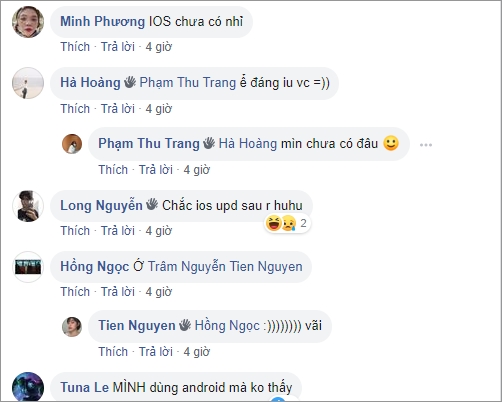 Minh Phương IOS chưa có nhỉ
Thích · Trả lời · 4 giờ
Hà Hoàng Phạm Thu Trang ể đáng iu vc =))
Thích · Trả lời · 4 giờ
Phạm Thu Trang Hà Hoàng mìn chưa có đâu
Thích · Trả lời · 4 giờ
Long Nguyễn Chắc ios upd sau r huhu
2
Thích · Trả lời · 4 giờ
Hồng Ngọc Ở Trâm Nguyễn Tien Nguyen
Thích · Trả lời · 4 giờ
Tien Nguyen Hồng Ngọc :)))))))) vãi
Thích · Trả lời · 4 giờ
Tuna Le MÌNH dùng android mà ko thấy